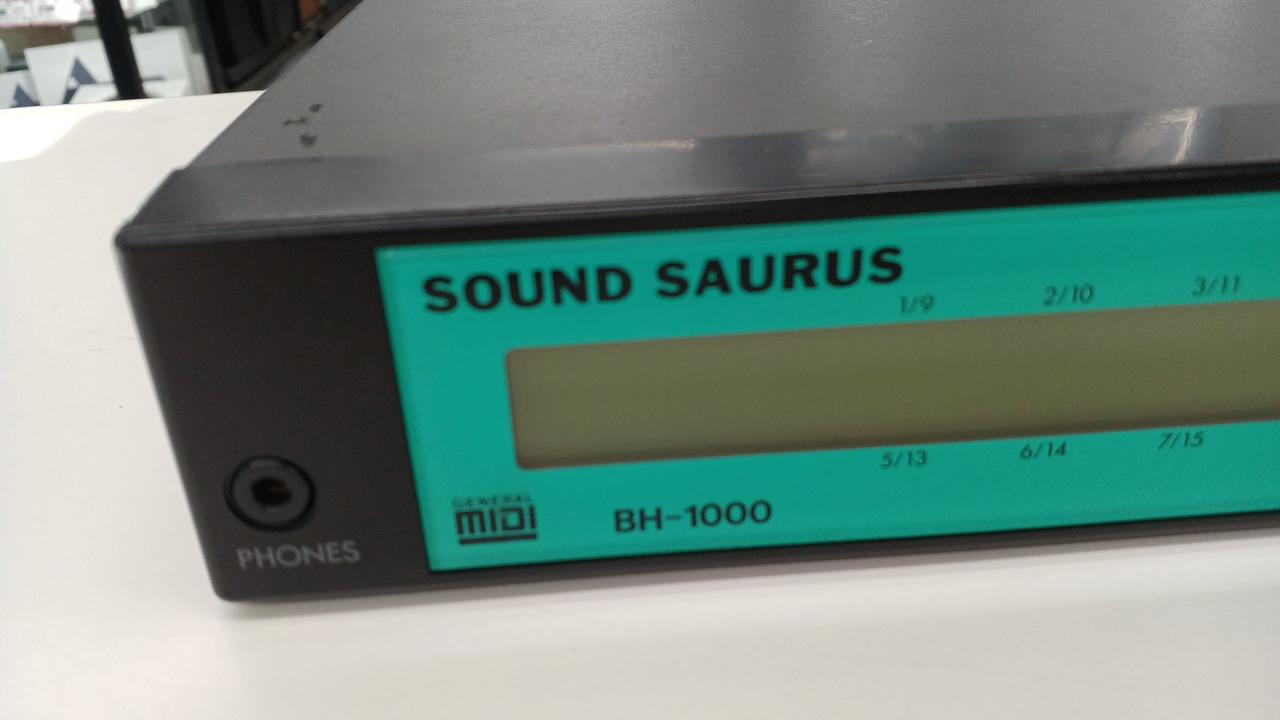 SOUND SAURUS
1/9 2/10 3/11
5/13 6/14 7/15
GENERAL
MIDI
BH-1000
PHONES